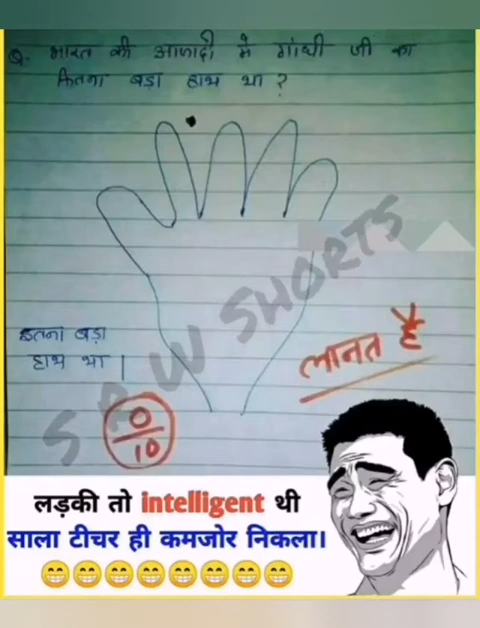 Q. भारत की आजादी में गांधी जी का
कितना बड़ा हाथ था ?
इतना बड़ा
हाथ था |
0/10
लानत है
SAW SHORTS
लड़की तो intelligent थी
साला टीचर ही कमजोर निकला।